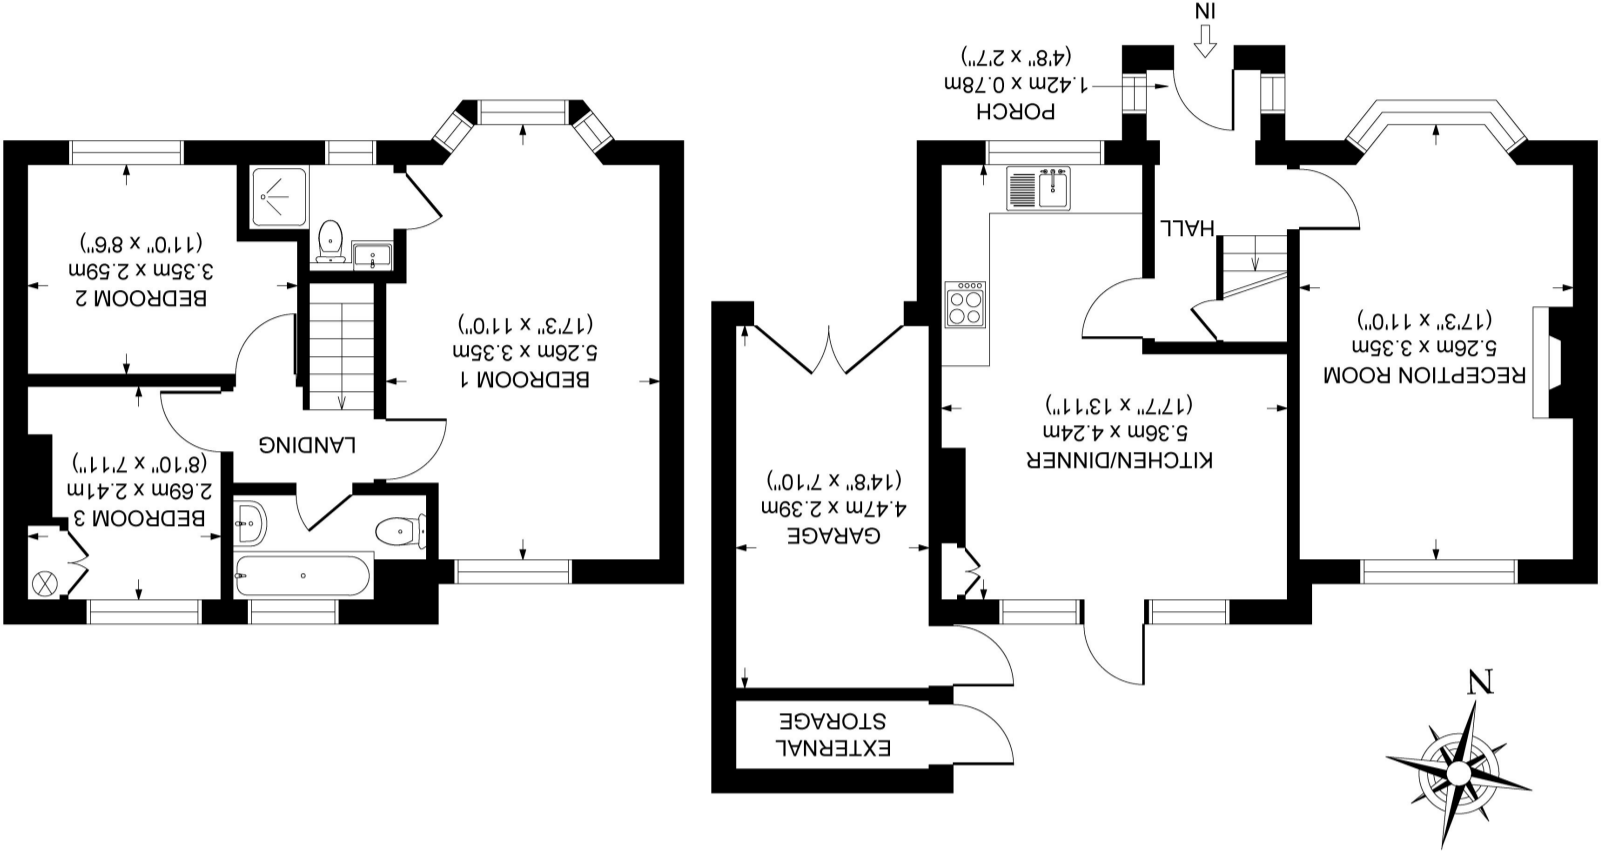 N
EXTERNAL
STORAGE
GARAGE
4.47m x 2.39m
(14'8" x 7'10")
KITCHEN/DINNER
5.36m x 4.24m
(17'7" x 13'11")
RECEPTION ROOM
5.26m x 3.35m
(17'3" x 11'0")
HALL
PORCH
1.42m x 0.78m
(4'8" x 2'7")
IN
BEDROOM 3
2.69m x 2.41m
(8'10" x 7'11")
LANDING
BEDROOM 1
5.26m x 3.35m
(17'3" x 11'0")
BEDROOM 2
3.35m x 2.59m
(11'0" x 8'6")